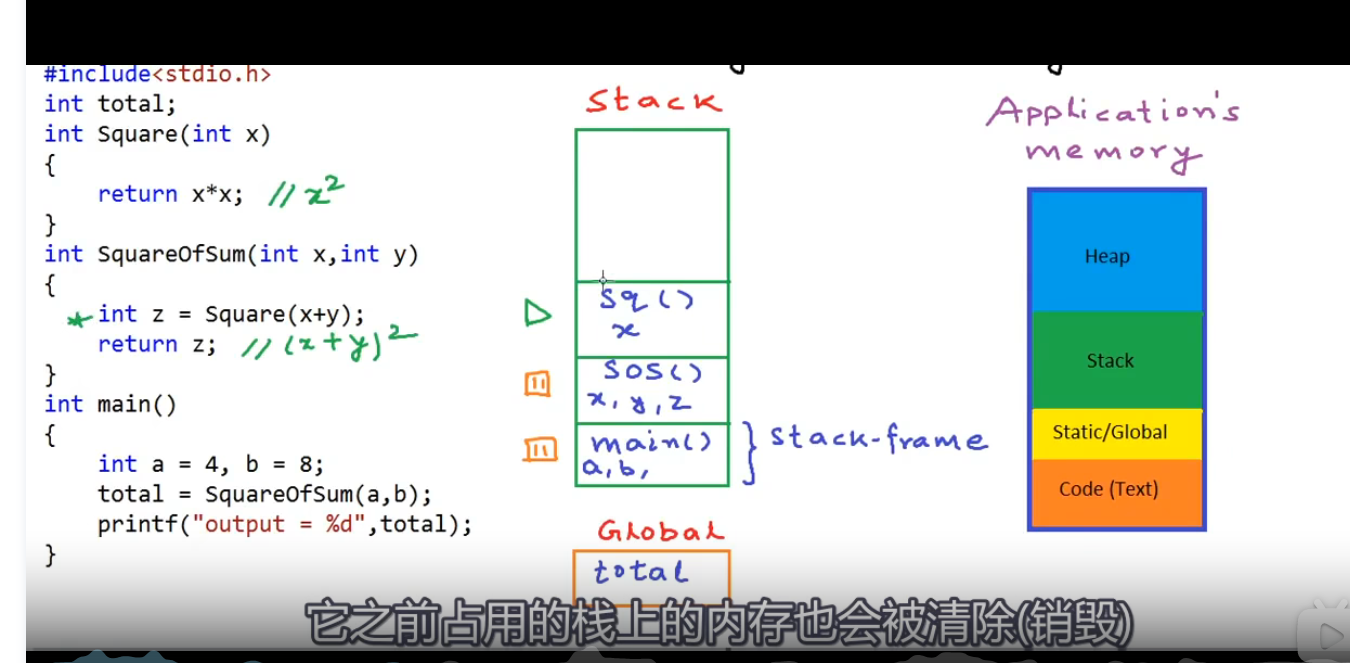 #include<stdio.h>
int total;
int Square(int x)
{
return x*x; //x²
}
int SquareOfSum(int x,int y)
{
* int z = Square(x+y);
return z; //(x+y)²
}
int main()
{
int a = 4, b = 8;
total = SquareOfSum(a,b);
printf("output = %d",total);
}
Stack
Sq()
x
SOS()
x, y, z
main()
a, b,
stack-frame
Global
total
Application's
memory
Heap
Stack
Static/Global
Code (Text)
它之前占用的栈上的内存也会被清除(销毁)